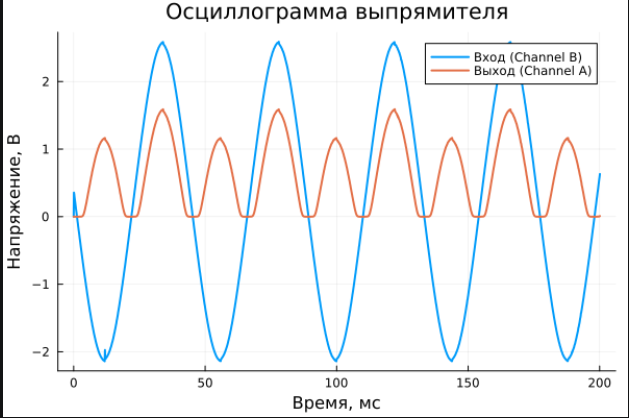 Осциллограмма выпрямителя
Вход (Channel B)
Выход (Channel A)
Напряжение, В
2
1
0
−1
−2
0
50
100
150
200
Время, мс